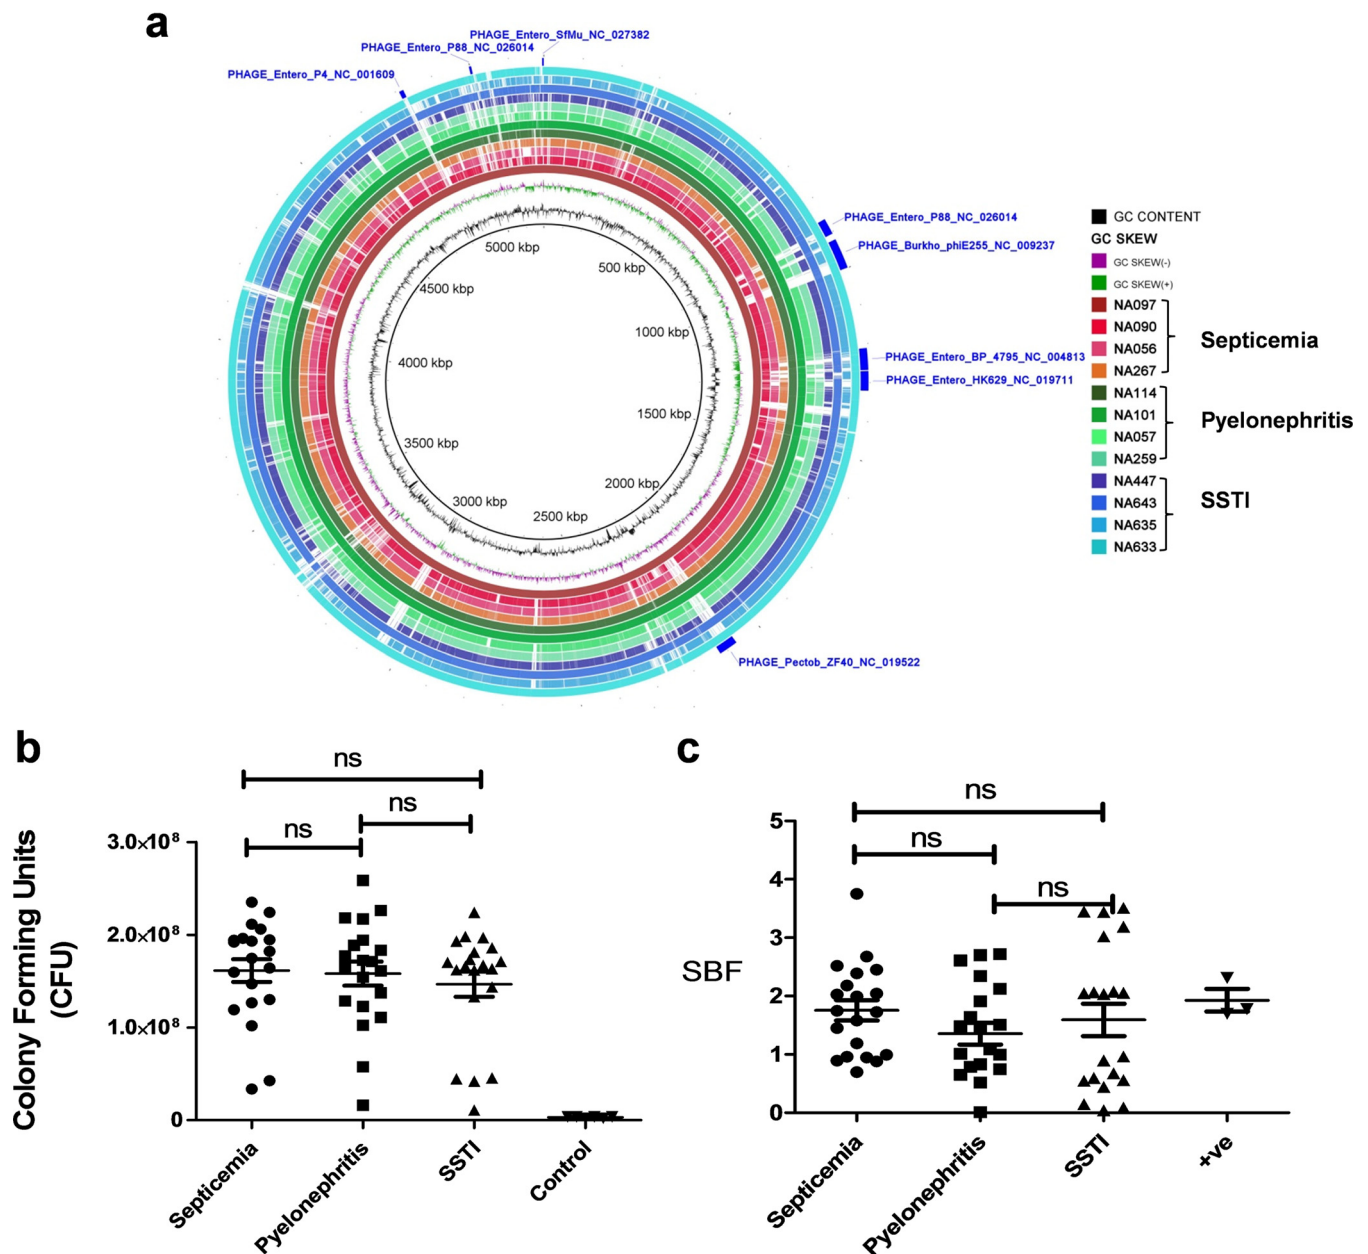 a
PHAGE_Entero_SfMu_NC_027382
PHAGE_Entero_P88_NC_026014
PHAGE_Entero_P4_NC_001609
PHAGE_Entero_P88_NC_026014
PHAGE_Burkho_phiE255_NC_009237
PHAGE_Entero_BP_4795_NC_004813
PHAGE_Entero_HK629_NC_019711
PHAGE_Pectob_ZF40_NC_019522
5000 kbp
500 kbp
4500 kbp
1000 kbp
4000 kbp
1500 kbp
3500 kbp
2000 kbp
3000 kbp
2500 kbp
GC CONTENT
GC SKEW
GC SKEW(-)
GC SKEW(+)
NA097
NA090
NA056
NA267
Septicemia
NA114
NA101
NA057
NA259
Pyelonephritis
NA447
NA643
NA635
NA633
SSTI
b
ns
ns
ns
Colony Forming Units
(CFU)
3.0×10⁸
2.0×10⁸
1.0×10⁸
0
Septicemia
Pyelonephritis
SSTI
Control
c
ns
ns
ns
SBF
5
4
3
2
1
0
Septicemia
Pyelonephritis
SSTI
+ve